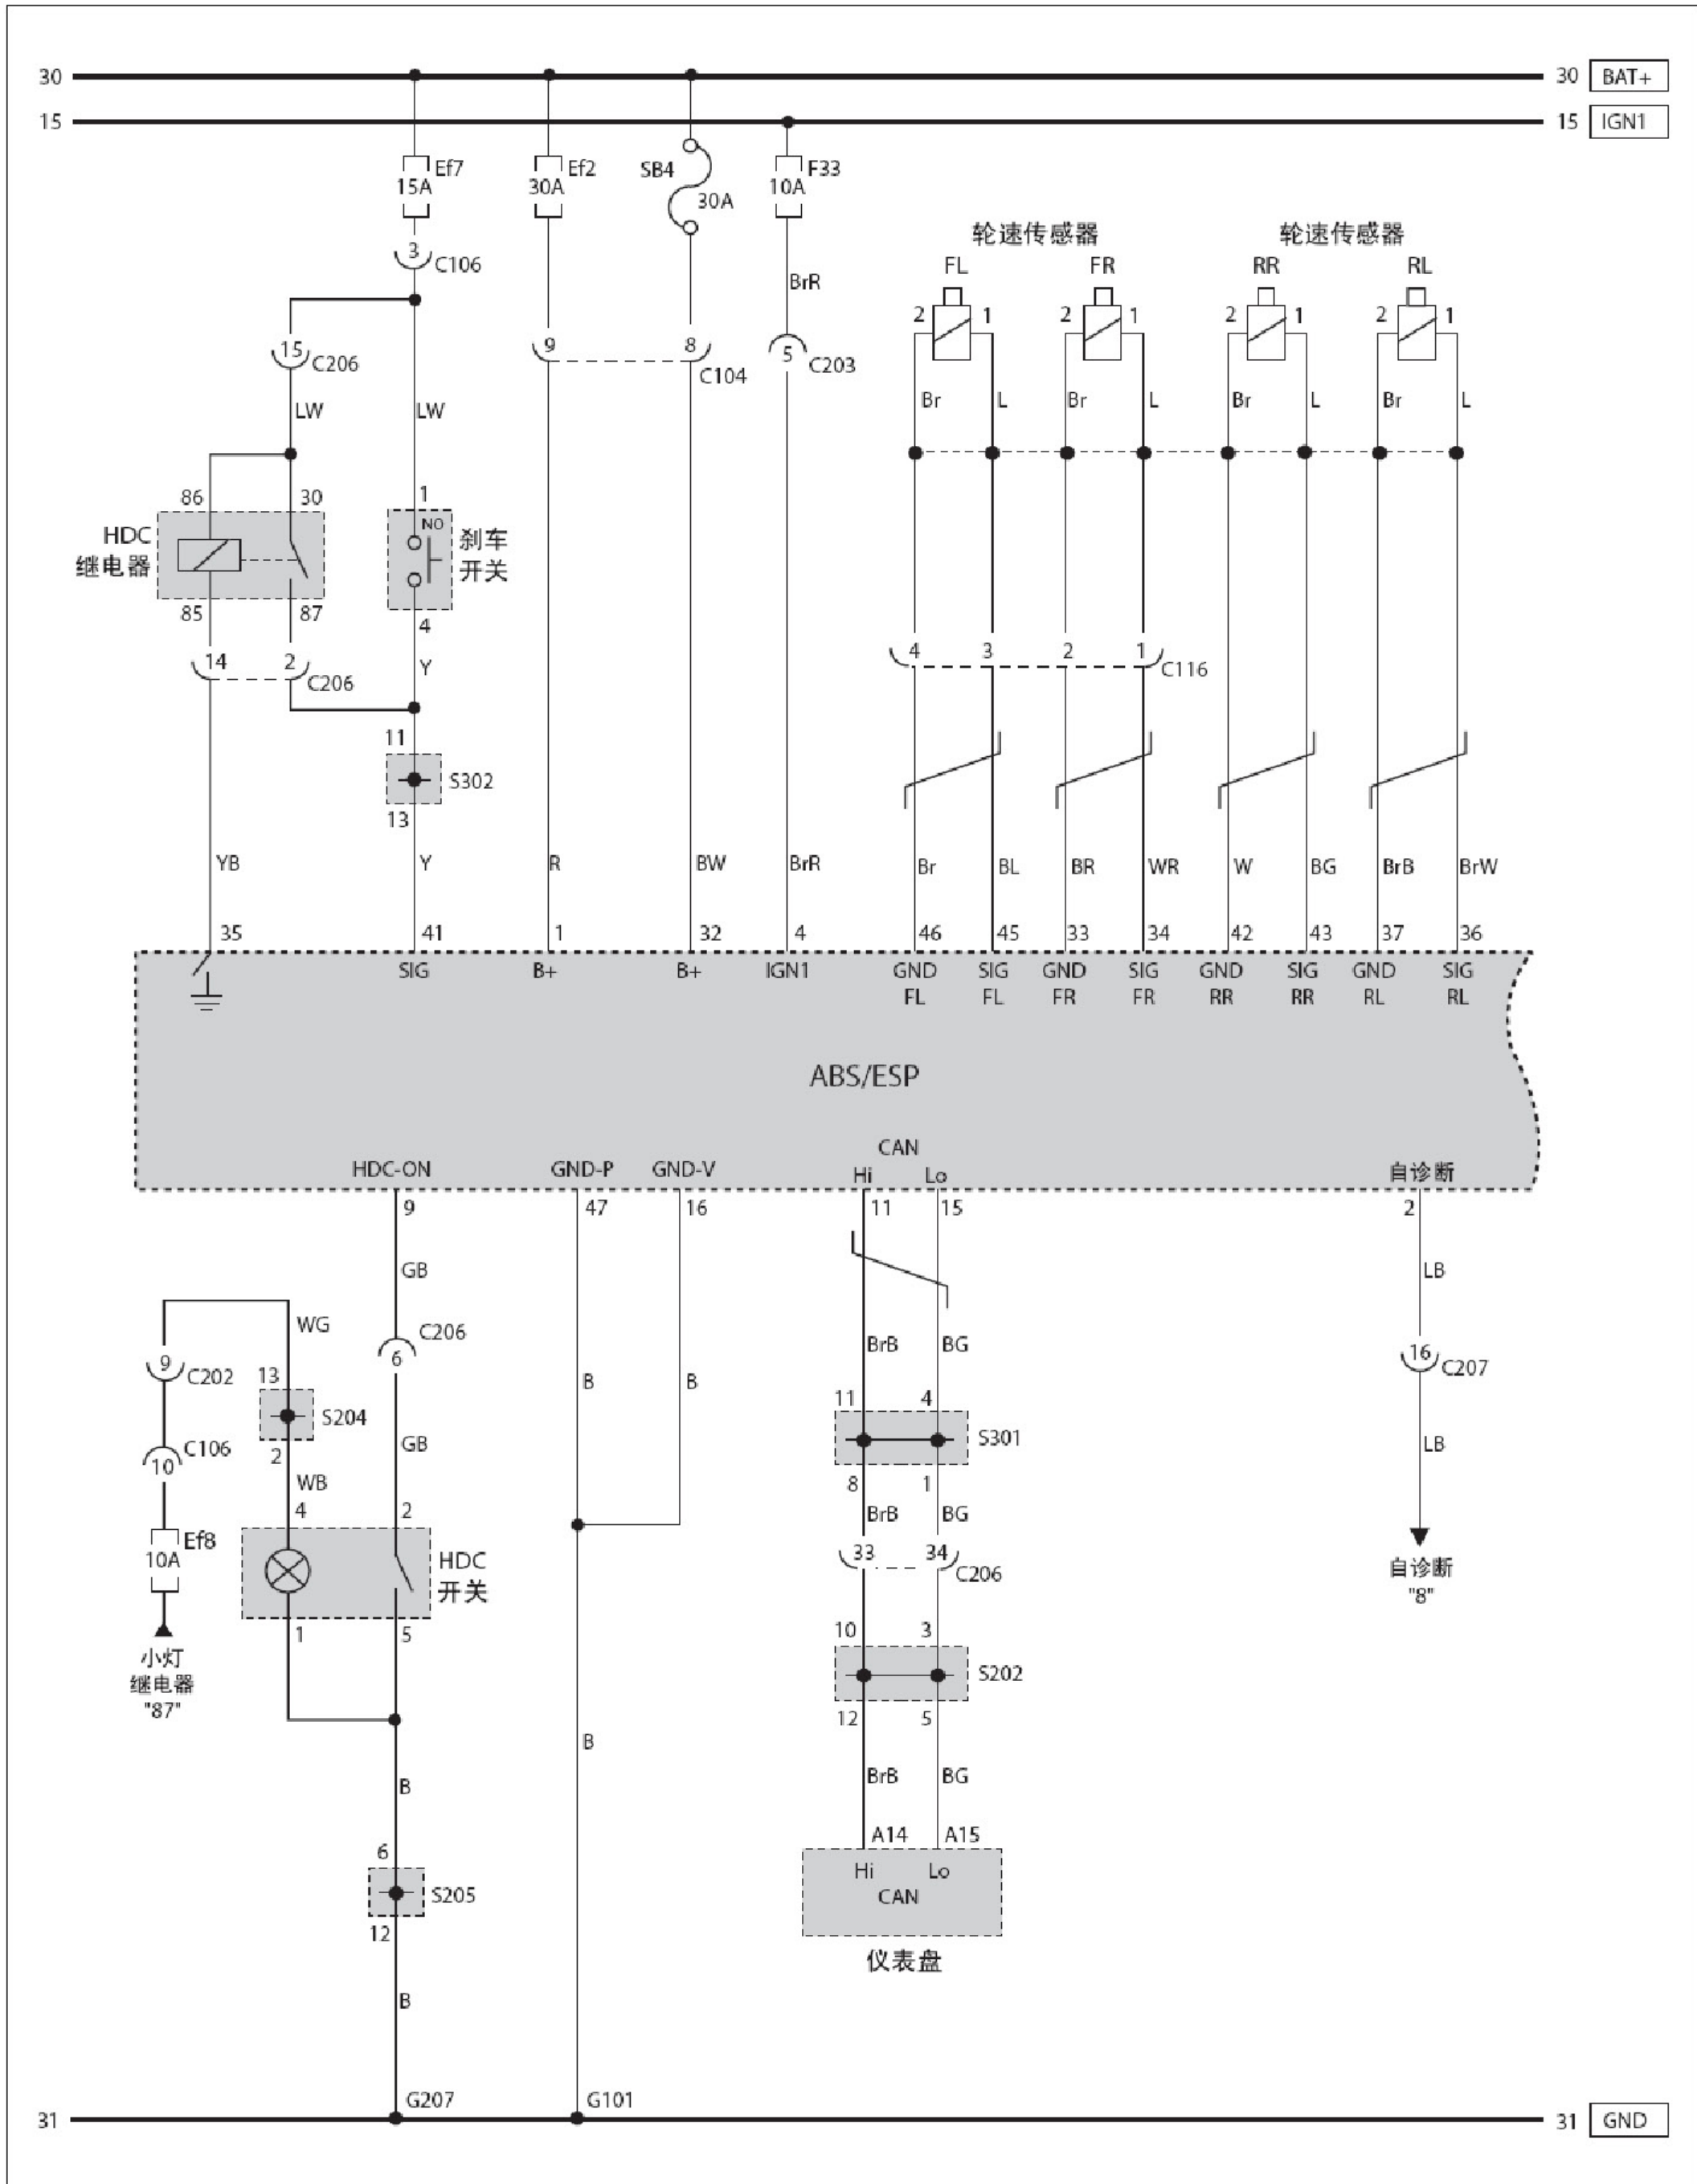 30 30 BAT+
15 15 IGN1
Ef7 Ef2 SB4 F33
15A 30A 30A 10A
轮速传感器 轮速传感器
3 C106 FL FR RR RL
BrR
2 1 2 1 2 1 2 1
15 C206 9 8 C104 5 C203
LW LW Br L Br L Br L Br L
86 30 1
HDC
继电器
NO
刹车
开关
85 87 4
14 2 C206 Y 4 3 2 1 C116
11
S302
13
YB Y R BW BrR Br BL BR WR W BG BrB BrW
35 41 1 32 4 46 45 33 34 42 43 37 36
SIG B+ B+ IGN1 GND SIG GND SIG GND SIG GND SIG
FL FL FR FR RR RR RL RL
ABS/ESP
CAN
HDC-ON GND-P GND-V Hi Lo 自诊断
9 47 16 11 15 2
GB LB
WG C206
6 BrB BG 16 C207
9 C202 13 B B 11 4
S204 S301
C106 GB LB
10 2 8 1
WB
4 2 BrB BG
Ef8
10A
HDC
开关
33 34 C206
自诊断
"8"
1 5 10 3
小灯
继电器
"87"
S202
12 5
B
B BrB BG
6 A14 A15
S205 Hi Lo
CAN
12
仪表盘
B
G207 G101
31 31 GND